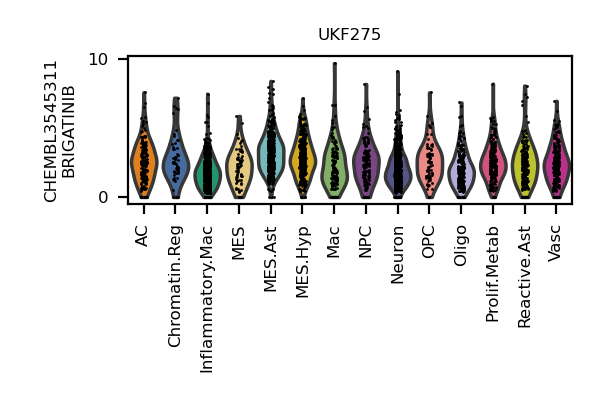 UKF275
CHEMBL3545311
BRIGATINIB
10
0
AC
Chromatin.Reg
Inflammatory.Mac
MES
MES.Ast
MES.Hyp
Mac
NPC
Neuron
OPC
Oligo
Prolif.Metab
Reactive.Ast
Vasc